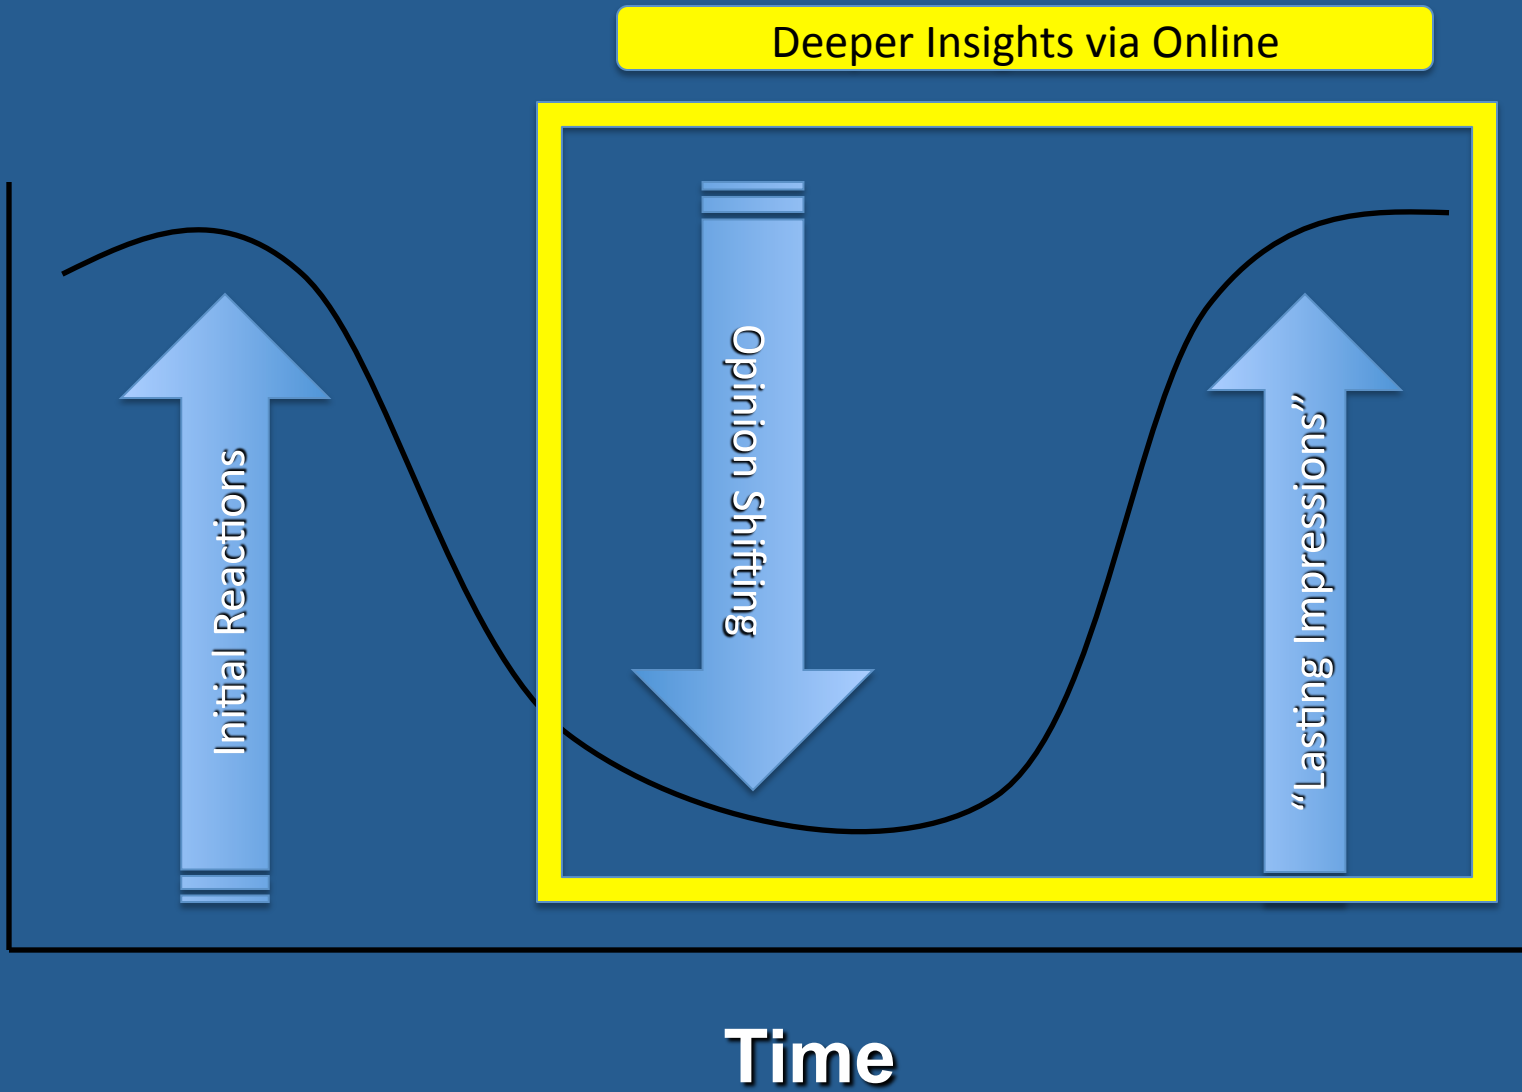 Deeper Insights via Online
Initial Reactions
Opinion Shifting
“Lasting Impressions”
Time